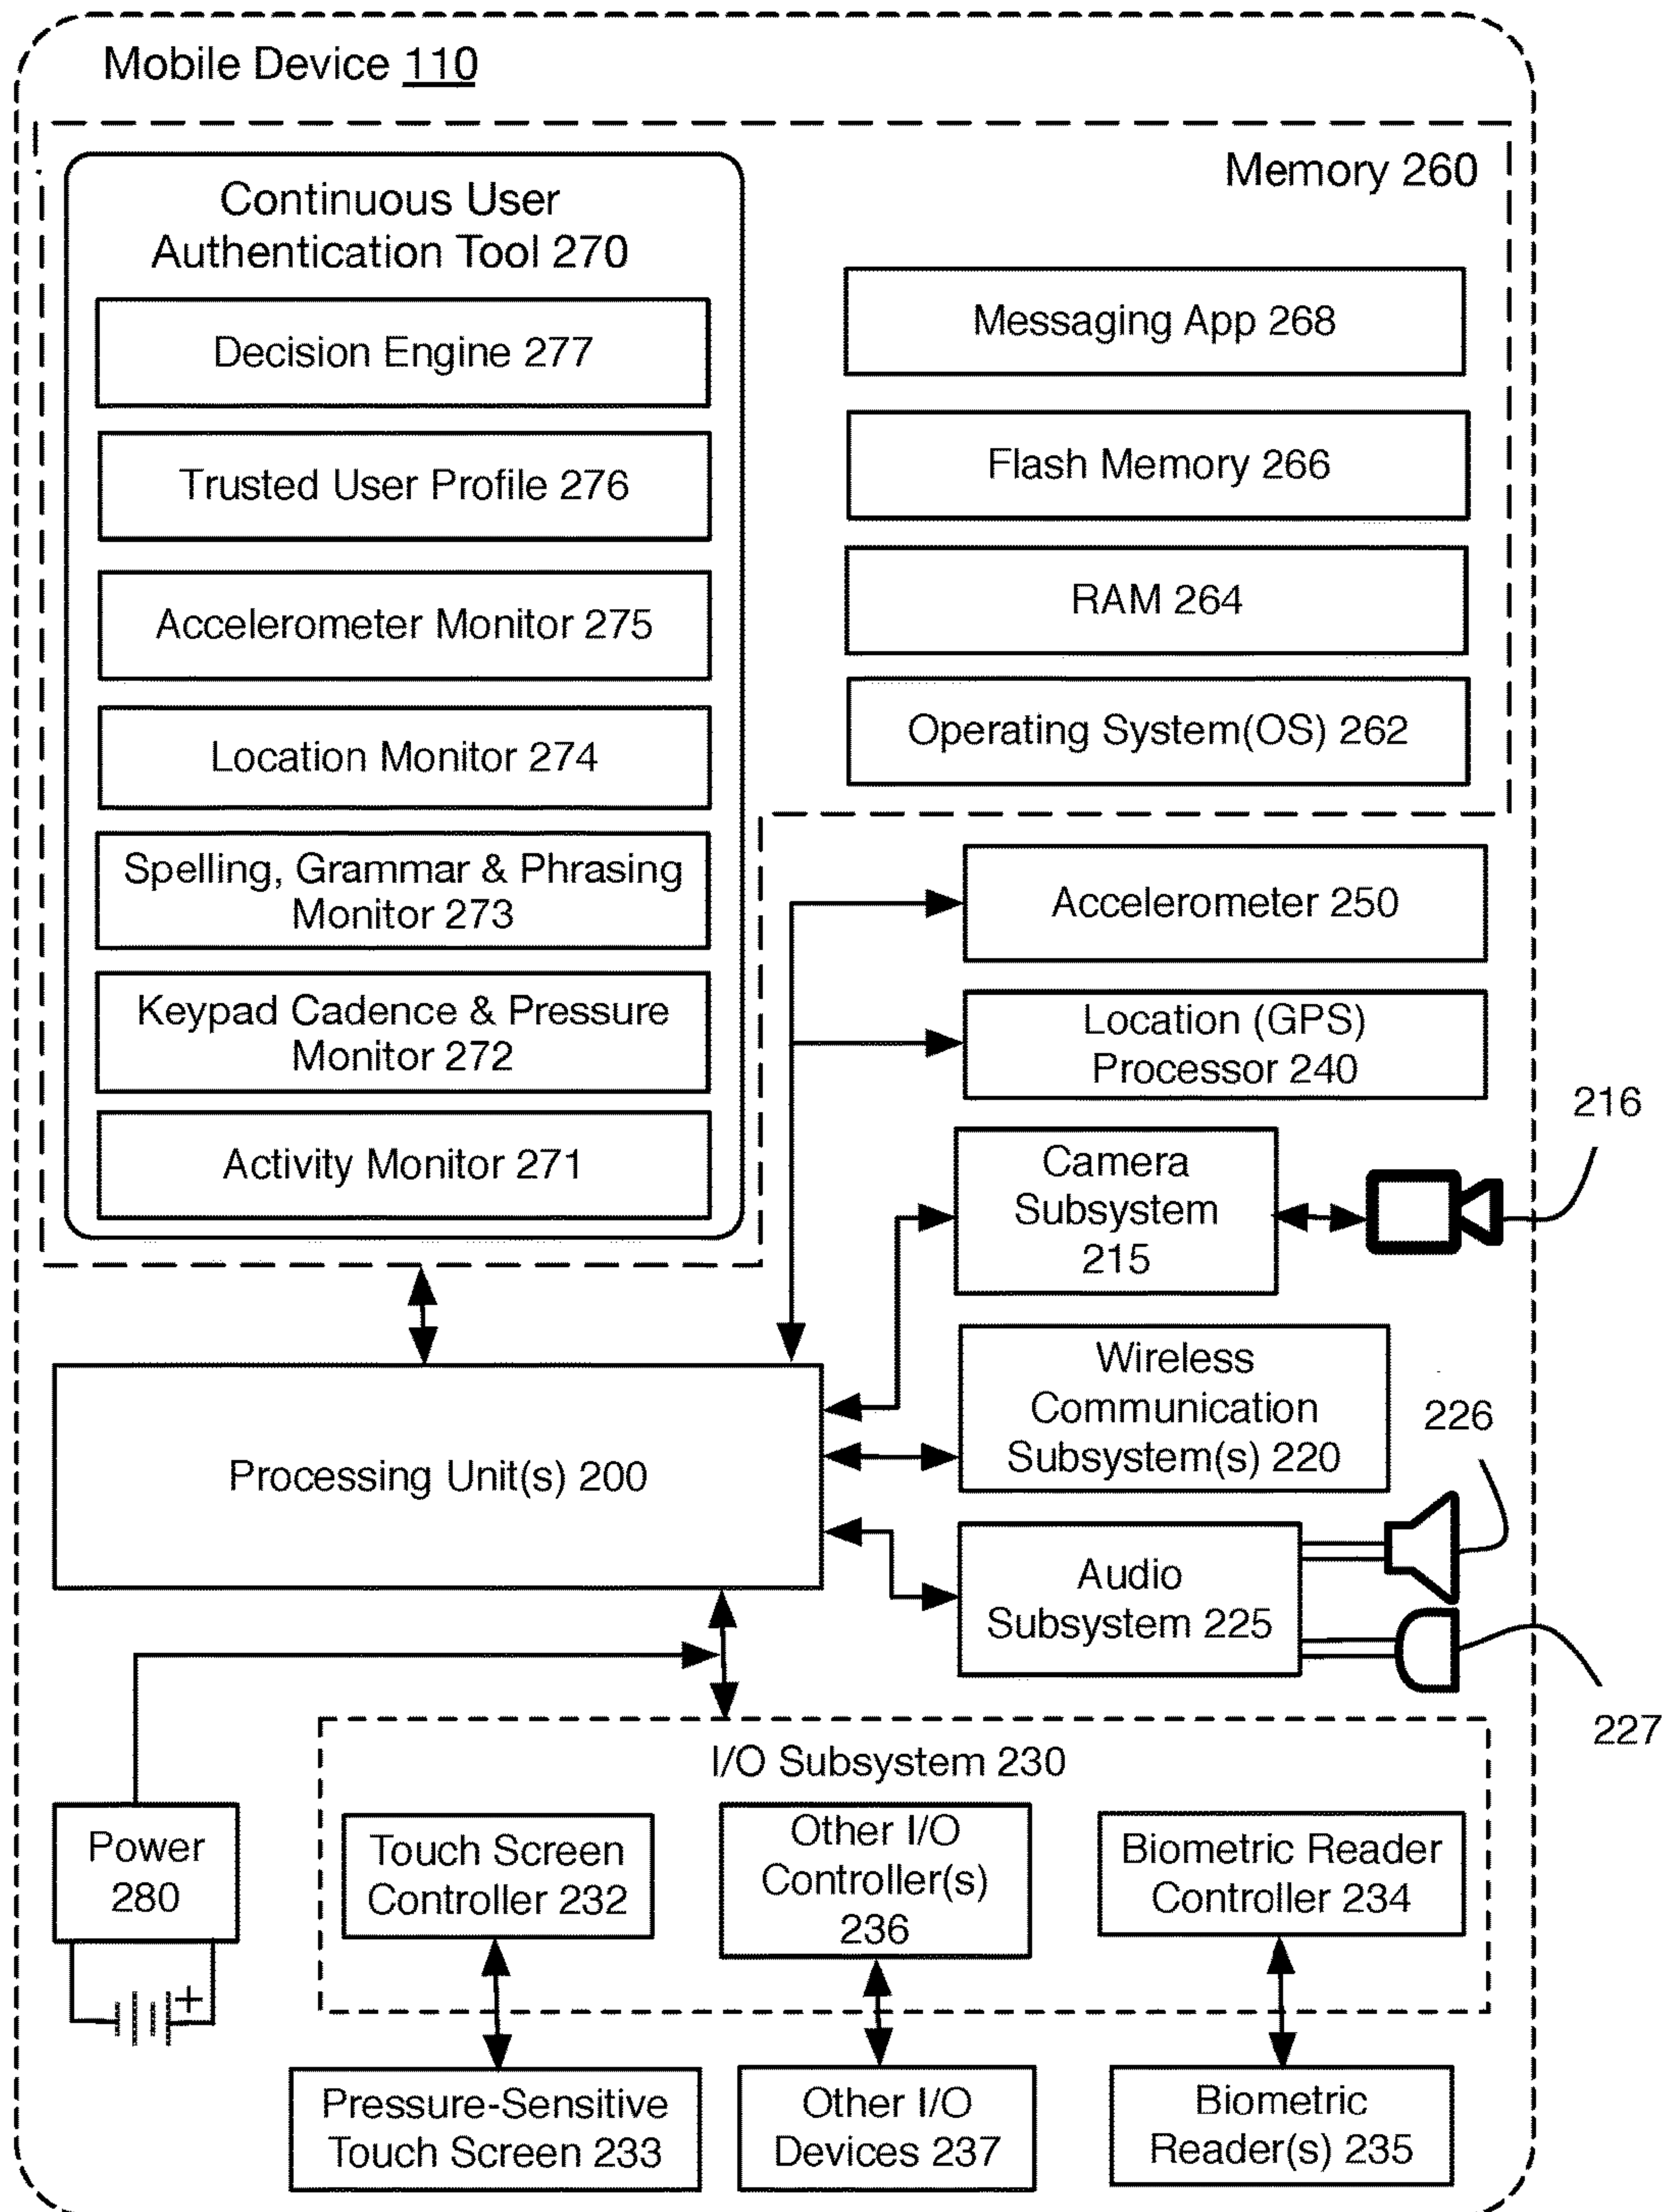 Mobile Device 110
Memory 260
Continuous User
Authentication Tool 270
Decision Engine 277
Trusted User Profile 276
Accelerometer Monitor 275
Location Monitor 274
Spelling, Grammar & Phrasing
Monitor 273
Keypad Cadence & Pressure
Monitor 272
Activity Monitor 271
Messaging App 268
Flash Memory 266
RAM 264
Operating System(OS) 262
Accelerometer 250
Location (GPS)
Processor 240
216
Camera
Subsystem
215
Wireless
Communication
Subsystem(s) 220
226
Processing Unit(s) 200
Audio
Subsystem 225
227
I/O Subsystem 230
Power
280
+
Touch Screen
Controller 232
Other I/O
Controller(s)
236
Biometric Reader
Controller 234
Pressure-Sensitive
Touch Screen 233
Other I/O
Devices 237
Biometric
Reader(s) 235